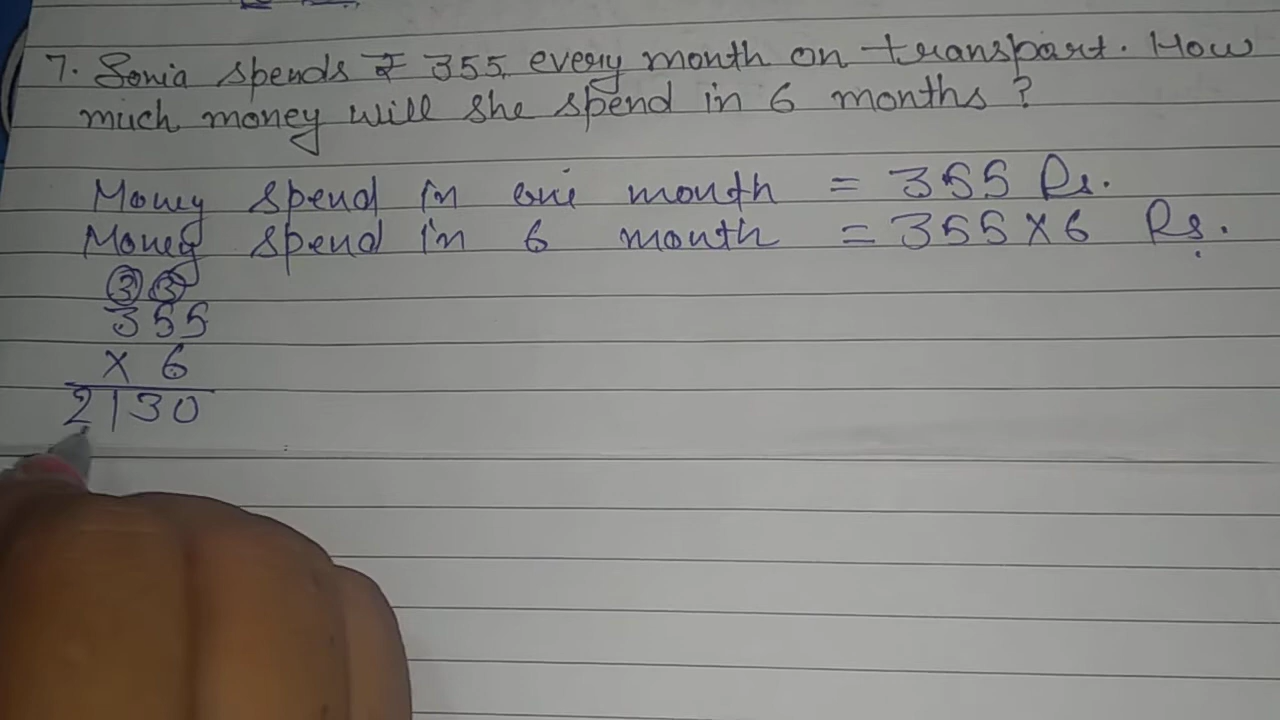 7. Sonia spends ₹ 355 every month on transpart. How
much money will she spend in 6 months ?
Money spend in one month = 355 Rs.
Money spend in 6 month = 355 X 6 Rs.
3 3
355
X 6
2130